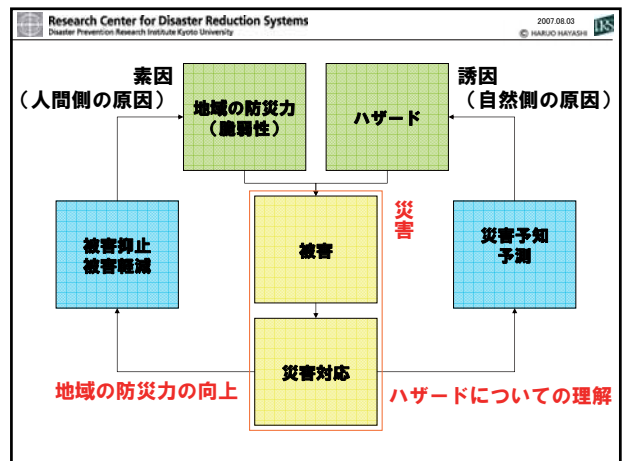 Research Center for Disaster Reduction Systems
Disaster Prevention Research Institute Kyoto University
2007.08.03
© HARUO HAYASHI
DRS
素因
（人間側の原因）
地域の防災力
（脆弱性）
ハザード
誘因
（自然側の原因）
災
害
被害抑止
被害軽減
被害
災害予知
予測
災害対応
地域の防災力の向上
ハザードについての理解